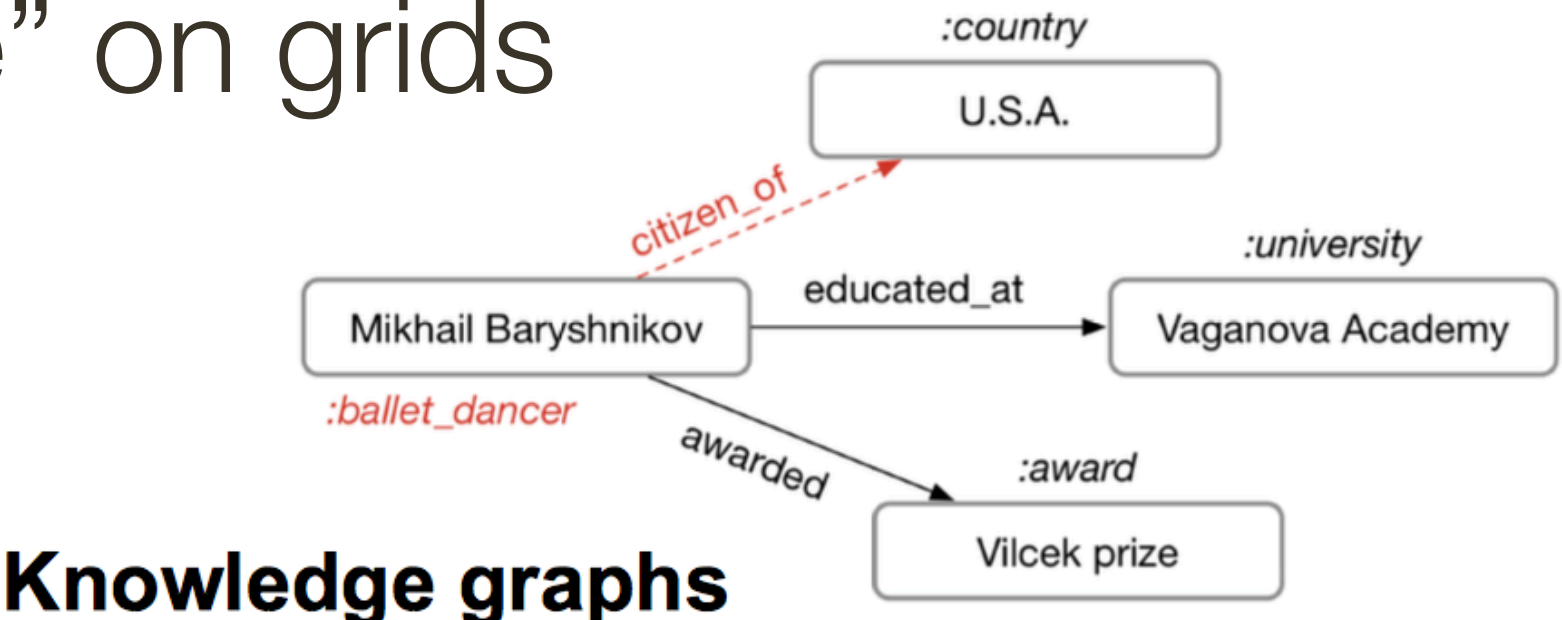 ” on grids
:country
U.S.A.
citizen_of
:university
educated_at
Mikhail Baryshnikov
Vaganova Academy
:ballet_dancer
awarded
:award
Vilcek prize
Knowledge graphs